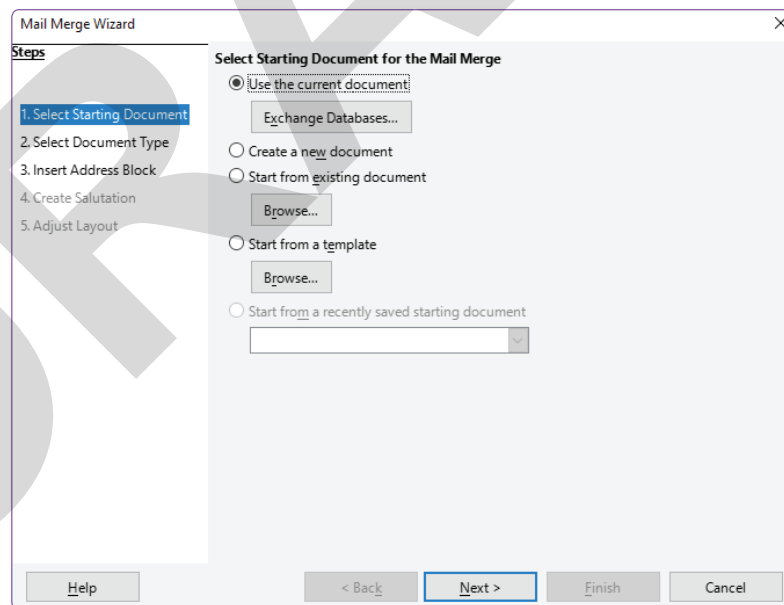 Mail Merge Wizard
Steps
1. Select Starting Document
2. Select Document Type
3. Insert Address Block
4. Create Salutation
5. Adjust Layout
Select Starting Document for the Mail Merge
Use the current document
Exchange Databases...
Create a new document
Start from existing document
Browse...
Start from a template
Browse...
Start from a recently saved starting document
Help
< Back
Next >
Finish
Cancel